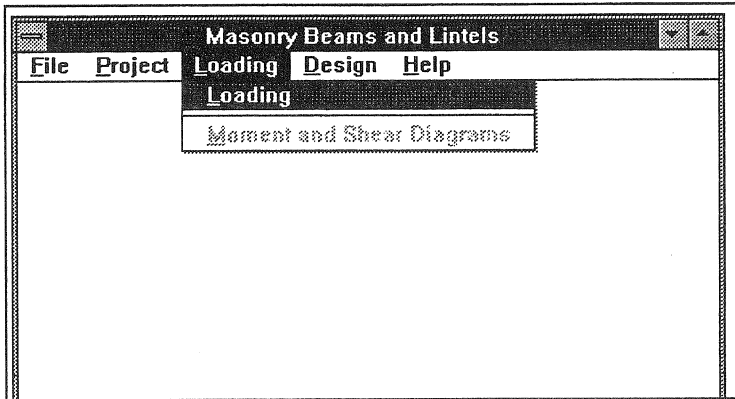 Masonry Beams and Lintels
File Project Loading Design Help
Loading
Moment and Shear Diagrams